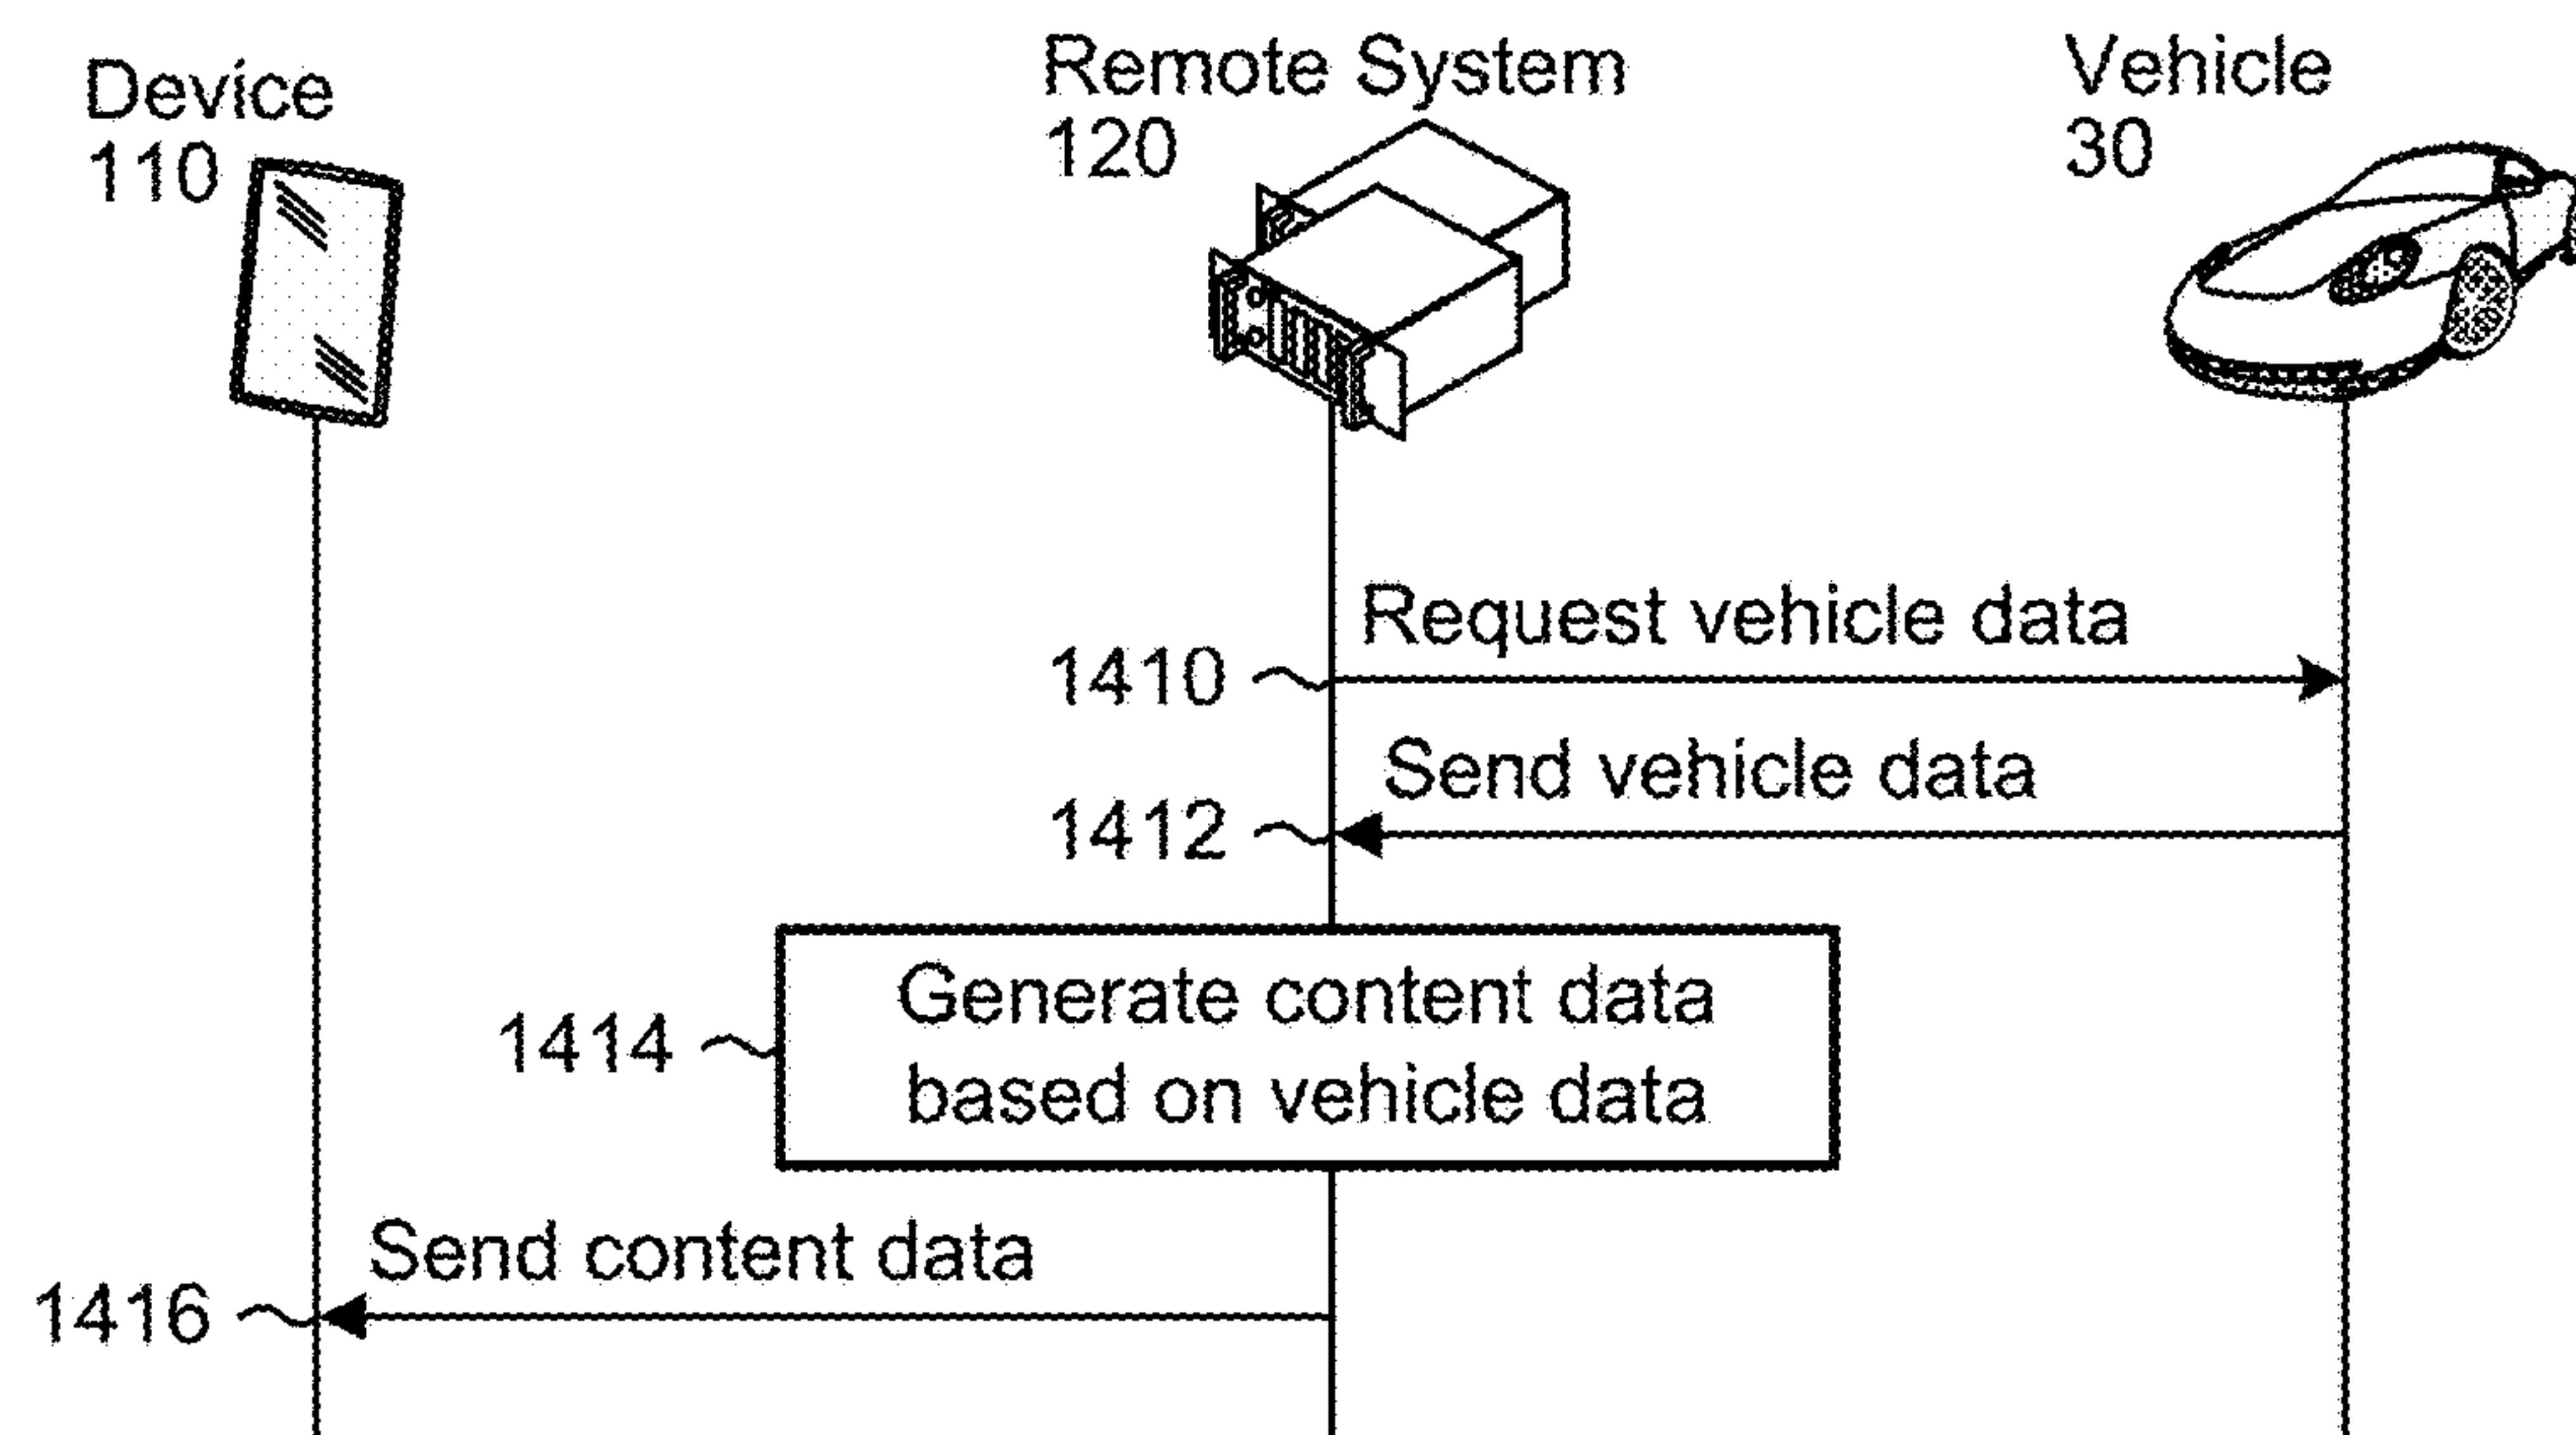 Device
110
Remote System
120
Vehicle
30
Request vehicle data
1410
Send vehicle data
1412
Generate content data
1414
based on vehicle data
Send content data
1416